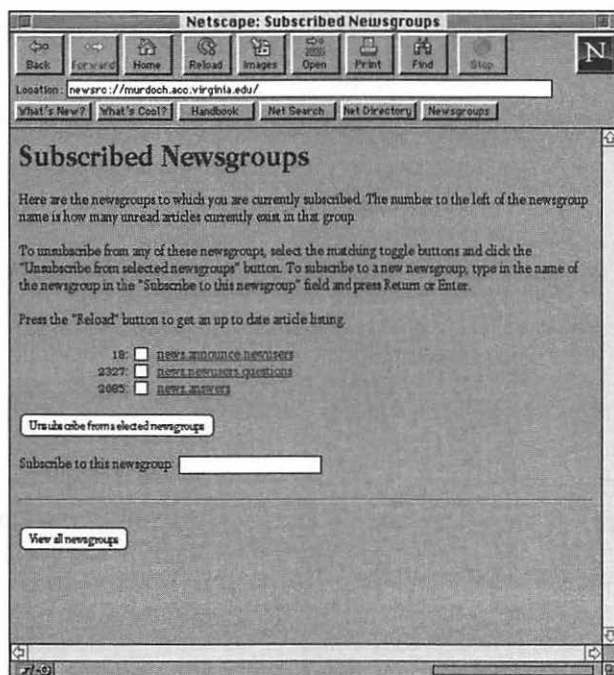 Netscape: Subscribed Newsgroups
Back Forward Home Reload Images Open Print Find Stop
N
Location: newsrc://murdoch.acc.virginia.edu/
What's New? What's Cool? Handbook Net Search Net Directory Newsgroups
Subscribed Newsgroups
Here are the newsgroups to which you are currently subscribed. The number to the left of the newsgroup
name is how many unread articles currently exist in that group.
To unsubscribe from any of these newsgroups, select the matching toggle buttons and click the
"Unsubscribe from selected newsgroups" button. To subscribe to a new newsgroup, type in the name of
the newsgroup in the "Subscribe to this newsgroup" field and press Return or Enter.
Press the "Reload" button to get an up to date article listing.
18: news.announce.newusers
2327: news.newusers.questions
2085: news.answers
Unsubscribe from selected newsgroups
Subscribe to this newsgroup:
View all newsgroups